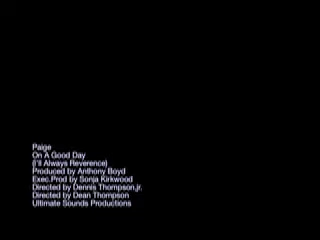 Paige
On A Good Day
(I'll Always Reverence)
Produced by Anthony Boyd
Exec.Prod by Sonja Kirkwood
Directed by Dennis Thompson,jr.
Directed by Dean Thompson
Ultimate Sounds Productions